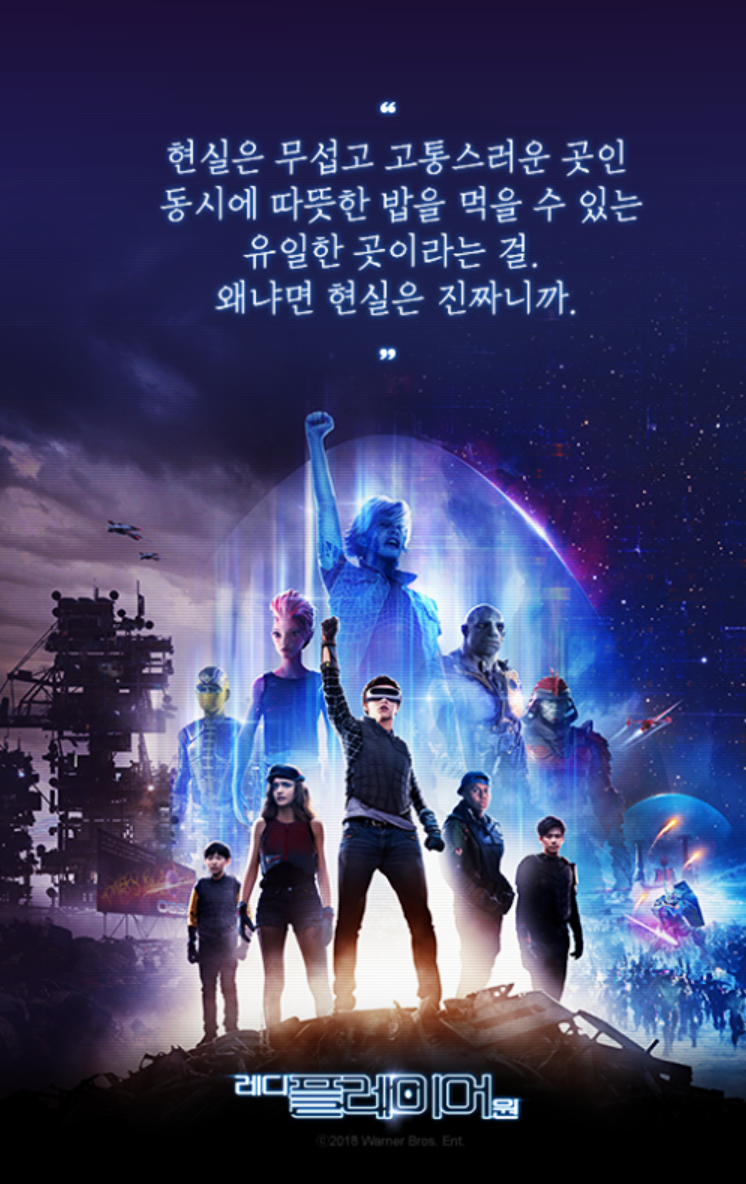 “
현실은 무섭고 고통스러운 곳인
동시에 따뜻한 밥을 먹을 수 있는
유일한 곳이라는 걸.
왜냐면 현실은 진짜니까.
”
레디 플레이어 원
ⓒ2018 Warner Bros. Ent.